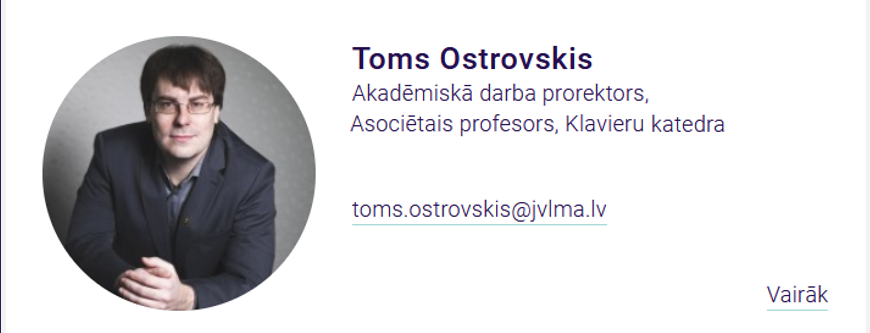 Toms Ostrovskis
Akadēmiskā darba prorektors,
Asociētais profesors, Klavieru katedra
toms.ostrovskis@jvlma.lv
Vairāk